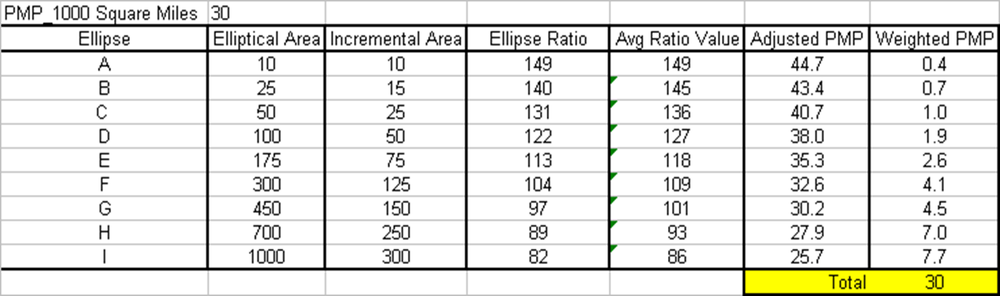 PMP_1000 Square Miles 30
Ellipse Elliptical Area Incremental Area Ellipse Ratio Avg Ratio Value Adjusted PMP Weighted PMP
A 10 10 149 149 44.7 0.4
B 25 15 140 145 43.4 0.7
C 50 25 131 136 40.7 1.0
D 100 50 122 127 38.0 1.9
E 175 75 113 118 35.3 2.6
F 300 125 104 109 32.6 4.1
G 450 150 97 101 30.2 4.5
H 700 250 89 93 27.9 7.0
I 1000 300 82 86 25.7 7.7
Total 30